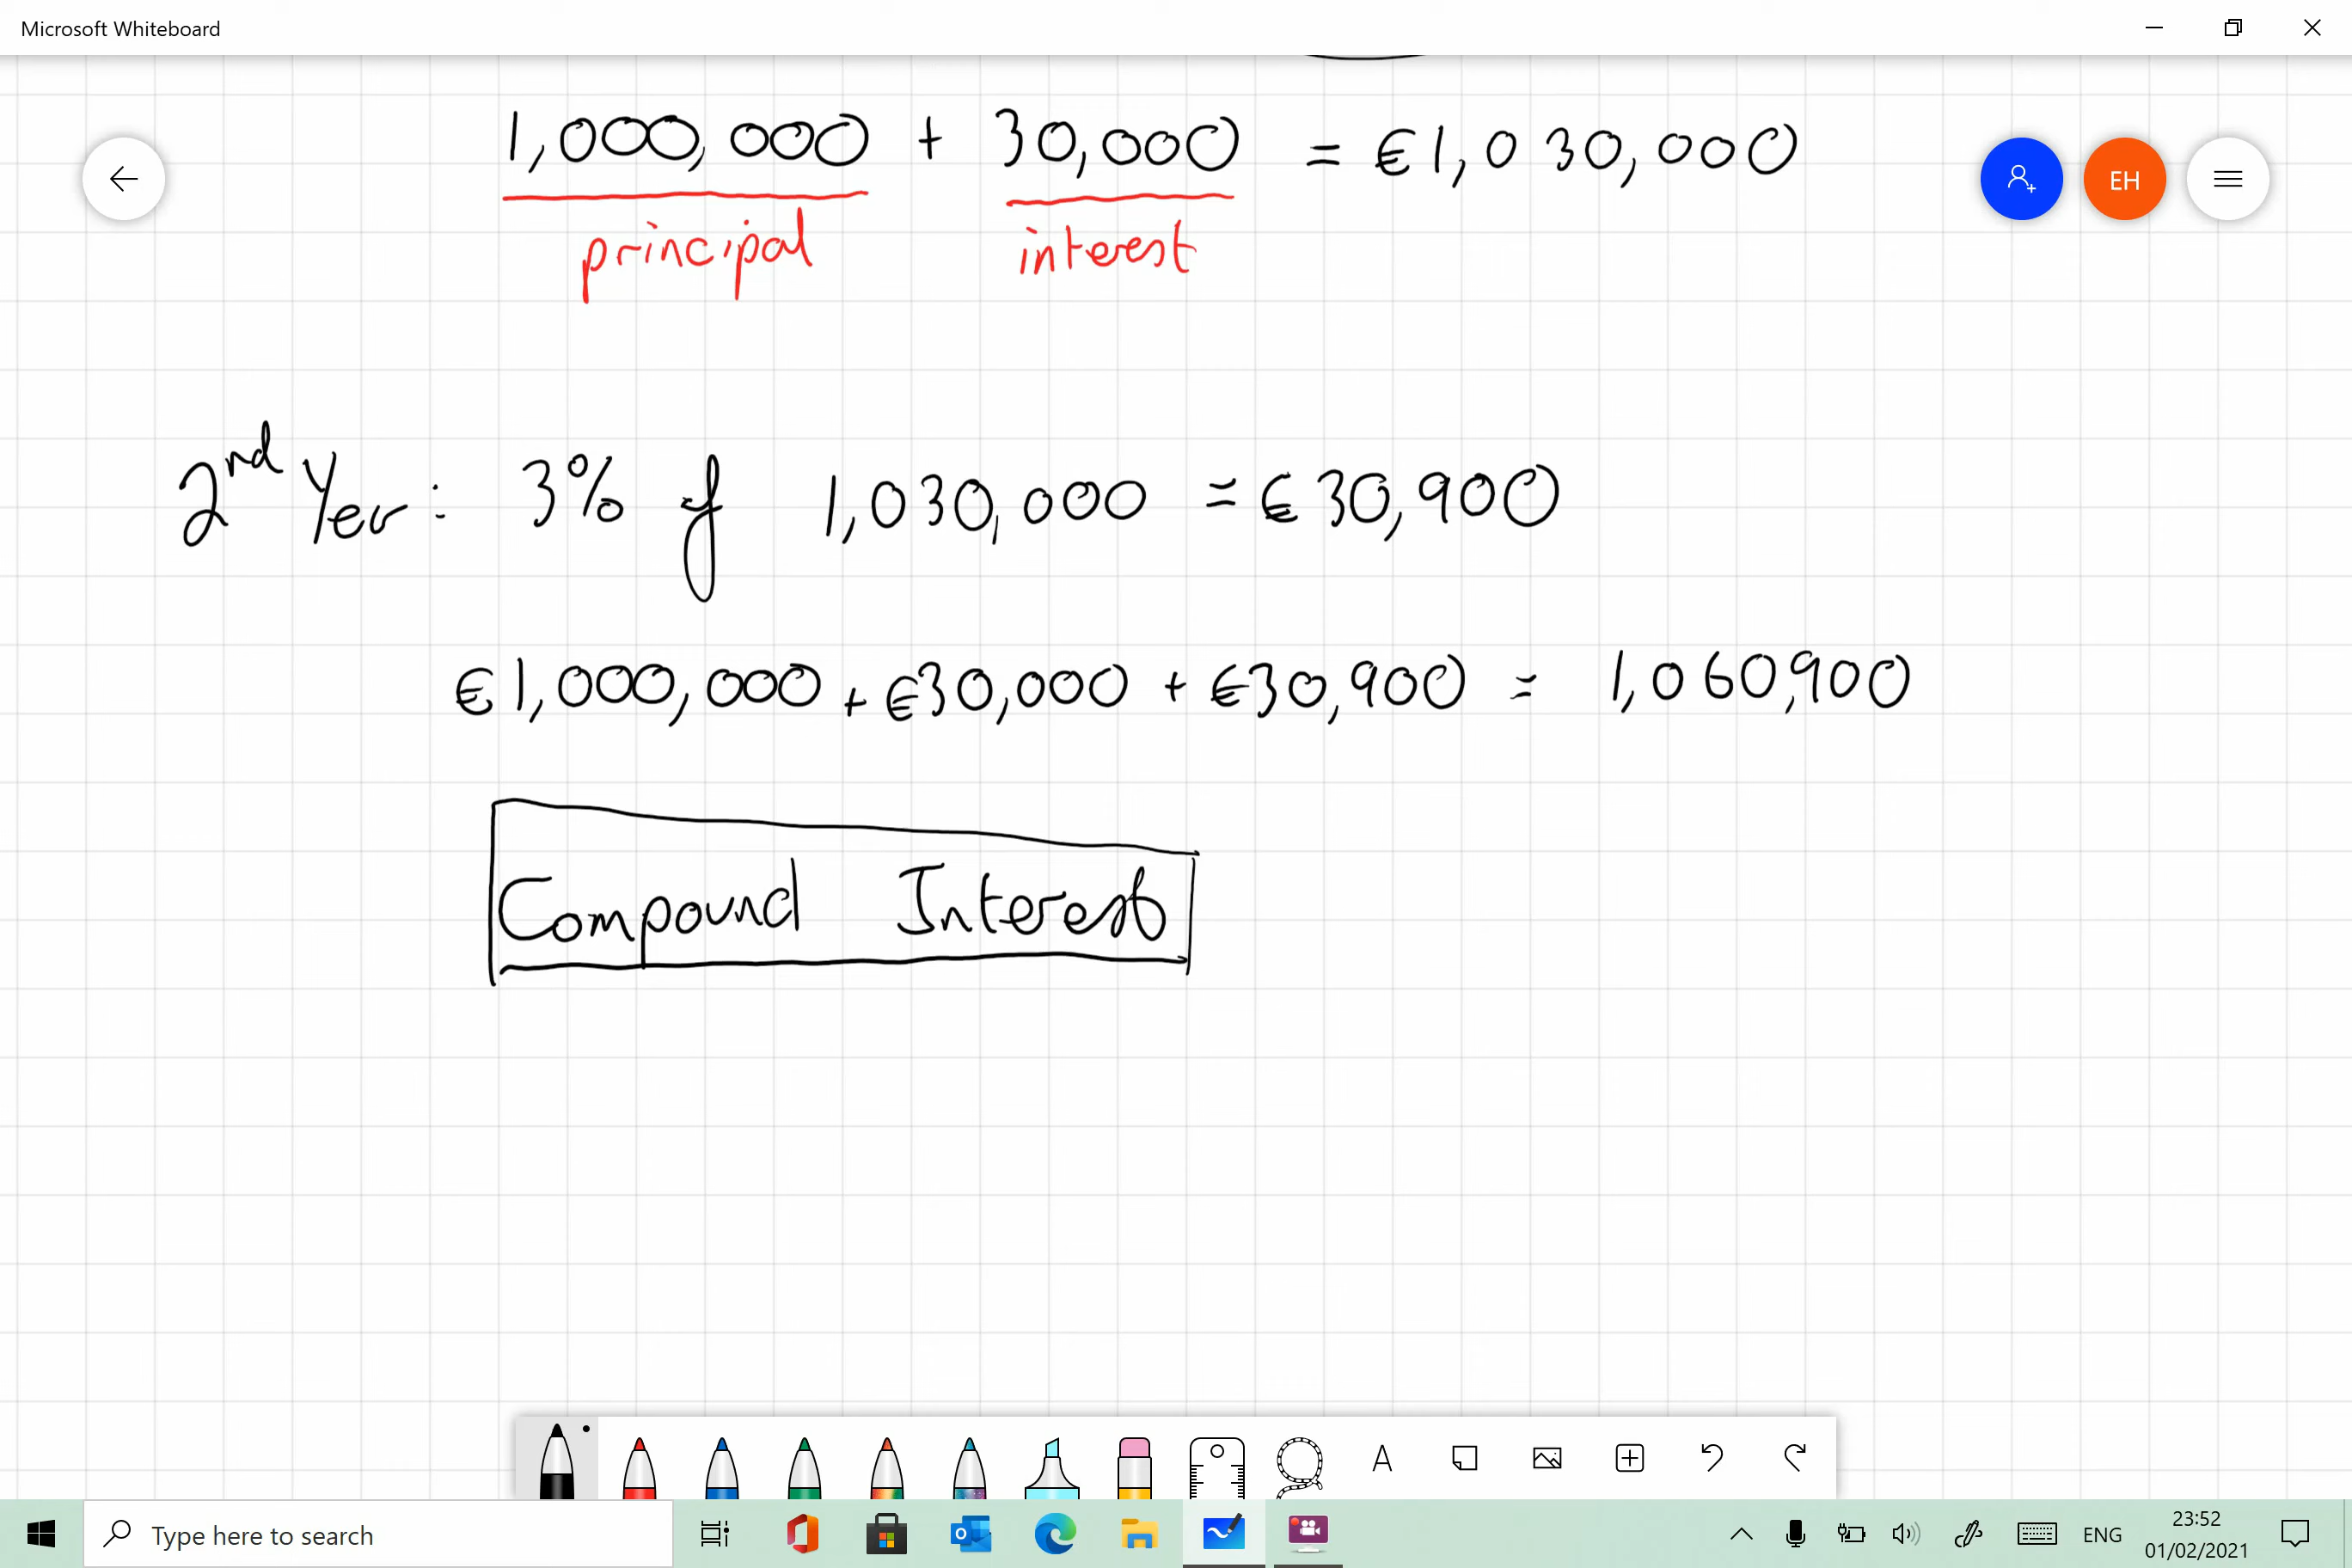 Microsoft Whiteboard
1,000,000 + 30,000 = €1,030,000
principal interest
EH
2nd Year: 3% of 1,030,000 = €30,900
€1,000,000 + €30,000 + €30,900 = 1,060,900
Compound Interest
A
Type here to search
ENG
23:52
01/02/2021